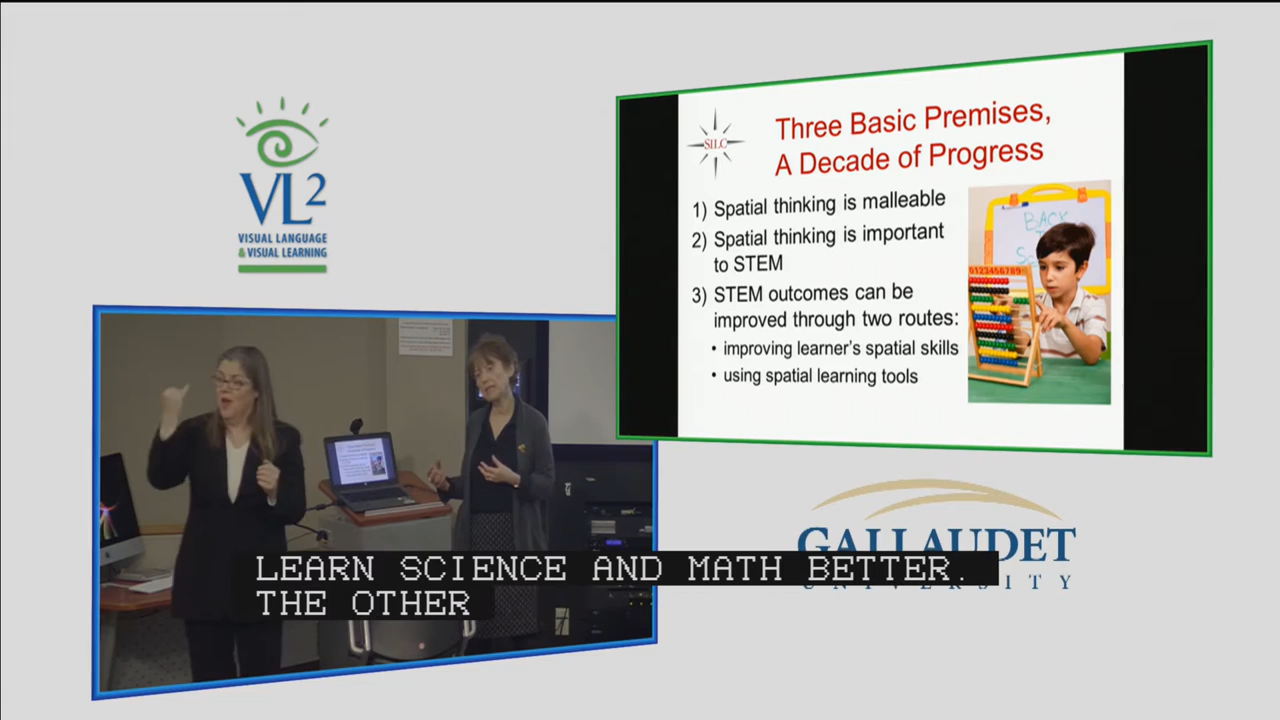 VL2
VISUAL LANGUAGE
& VISUAL LEARNING
SILC
Three Basic Premises,
A Decade of Progress
1) Spatial thinking is malleable
2) Spatial thinking is important
to STEM
3) STEM outcomes can be
improved through two routes:
• improving learner's spatial skills
• using spatial learning tools
BACK
0123456789
GALLAUDET
UNIVERSITY
LEARN SCIENCE AND MATH BETTER.
THE OTHER